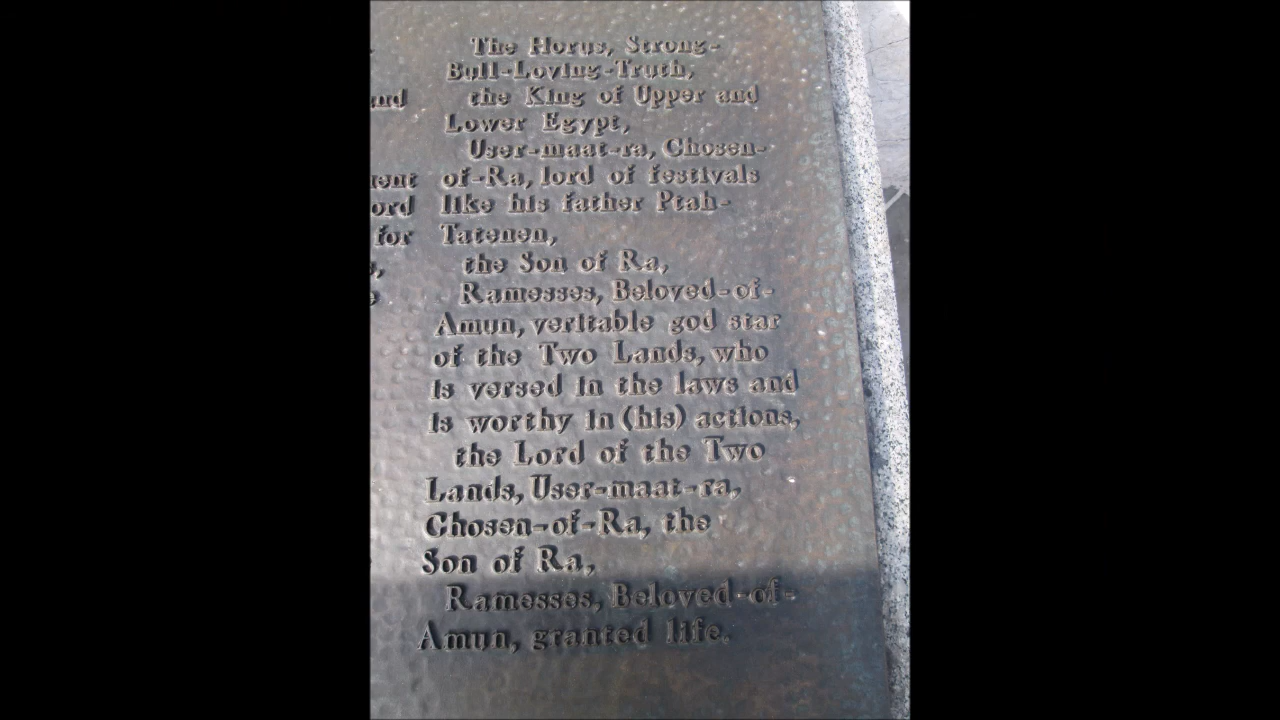 and
ment
ord
for
The Horus, Strong-
Bull-Loving-Truth,
the King of Upper and
Lower Egypt,
User-maat-ra, Chosen-
of-Ra, lord of festivals
like his father Ptah-
Tatenen,
the Son of Ra,
Ramesses, Beloved-of-
Amun, veritable god star
of the Two Lands, who
is versed in the laws and
is worthy in (his) actions,
the Lord of the Two
Lands, User-maat-ra,
Chosen-of-Ra, the
Son of Ra,
Ramesses, Beloved-of-
Amun, granted life.